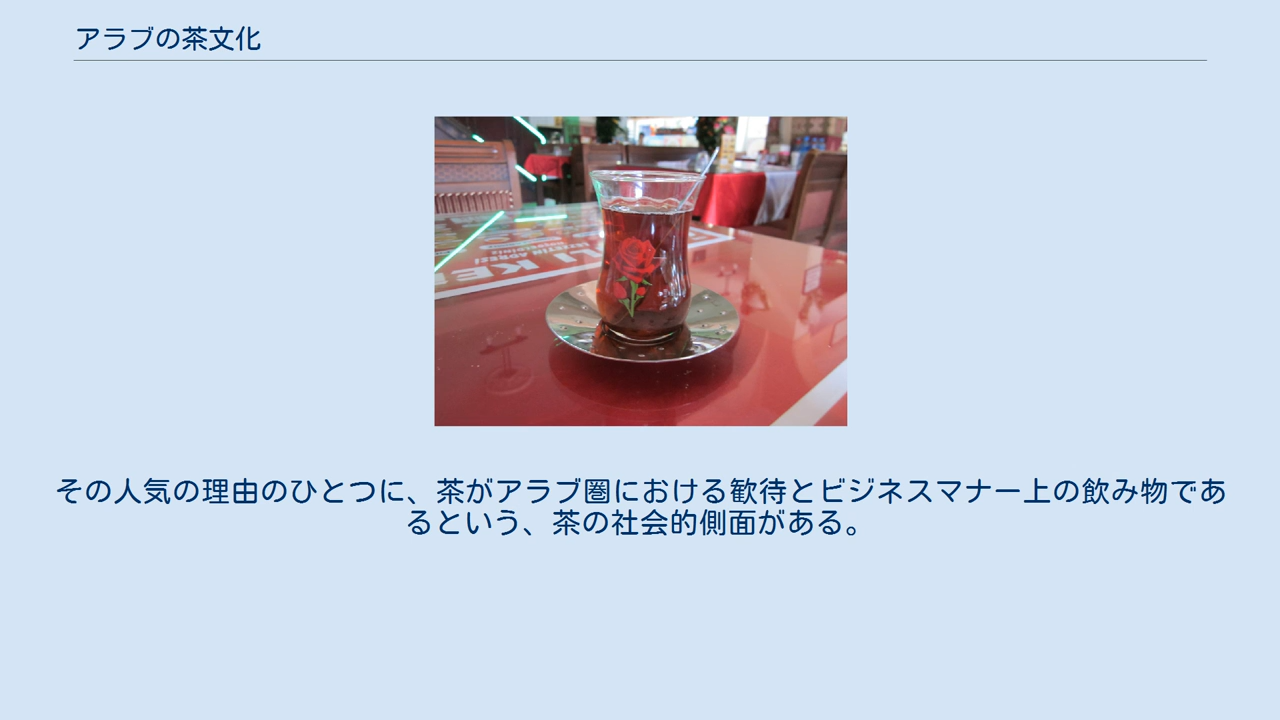 アラブの茶文化
LEZZETİN ADRESİ
その人気の理由のひとつに、茶がアラブ圏における歓待とビジネスマナー上の飲み物であ
るという、茶の社会的側面がある。